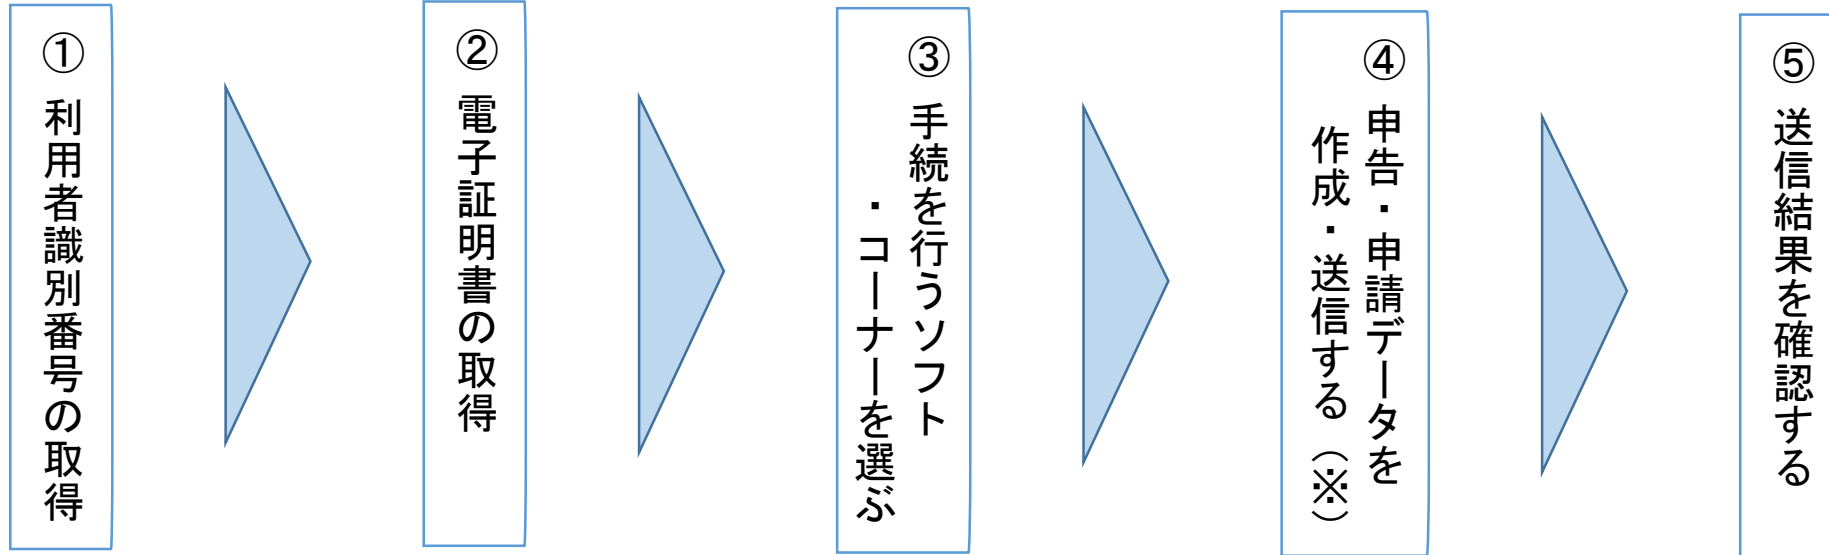 ① 利用者識別番号の取得
② 電子証明書の取得
③ 手続を行うソフト
・コーナーを選ぶ
④ 申告・申請データを
作成・送信する（※）
⑤ 送信結果を確認する